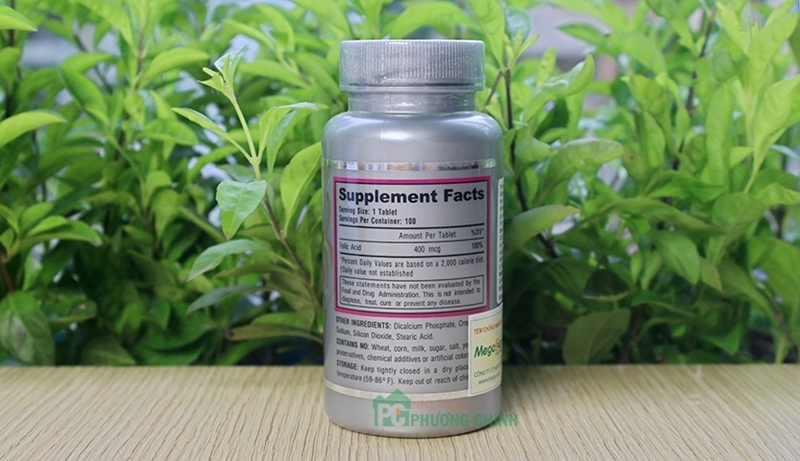 Supplement Facts
Serving Size: 1 Tablet
Servings Per Container: 100
Amount Per Tablet %DV*
Folic Acid 400 mcg 100%
*Percent Daily Values are based on a 2,000 calorie diet.
†Daily value not established
These statements have not been evaluated by the
Food and Drug Administration. This is not intended to
diagnose, treat, cure or prevent any disease.
OTHER INGREDIENTS: Dicalcium Phosphate,
Sodium, Silicon Dioxide, Stearic Acid.
CONTAINS NO: Wheat, corn, milk, sugar, salt,
preservatives, chemical additives or artificial
STORAGE: Keep tightly closed in a dry
temperature (59-86° F). Keep out of reach of
TEM CHỐNG
PG
PHƯƠNG CHINH